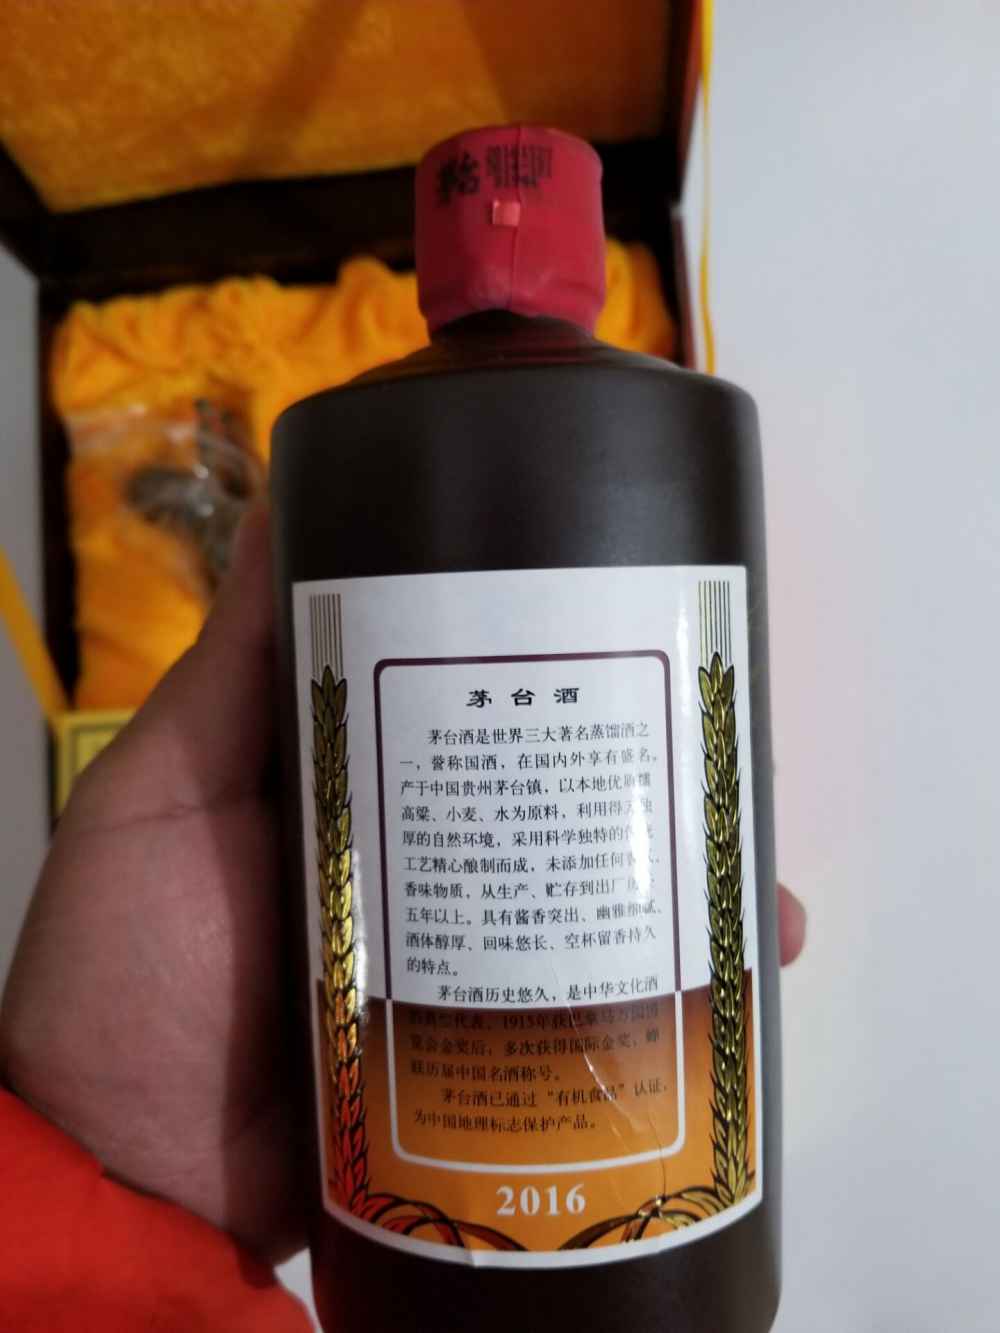 茅台酒
茅台酒是世界三大著名蒸馏酒之
一，誉称国酒，在国内外享有盛名。
产于中国贵州茅台镇，以本地优质糯
高粱、小麦、水为原料，利用得天独
厚的自然环境，采用科学独特的传统
工艺精心酿制而成，未添加任何
香味物质，从生产、贮存到出厂
五年以上。具有酱香突出、幽雅细腻、
酒体醇厚、回味悠长、空杯留香持久
的特点。
茅台酒历史悠久，是中华文化酒
的典型代表，1915年获巴拿马万国博
览会金奖后，多次获得国际金奖，蝉
联历届中国名酒称号。
茅台酒已通过“有机食品”认证，
为中国地理标志保护产品。
2016